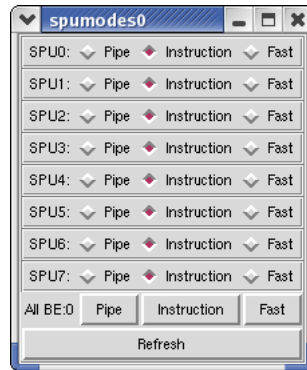 spumodes0
SPU0: Pipe Instruction Fast
SPU1: Pipe Instruction Fast
SPU2: Pipe Instruction Fast
SPU3: Pipe Instruction Fast
SPU4: Pipe Instruction Fast
SPU5: Pipe Instruction Fast
SPU6: Pipe Instruction Fast
SPU7: Pipe Instruction Fast
All BE:0 Pipe Instruction Fast
Refresh